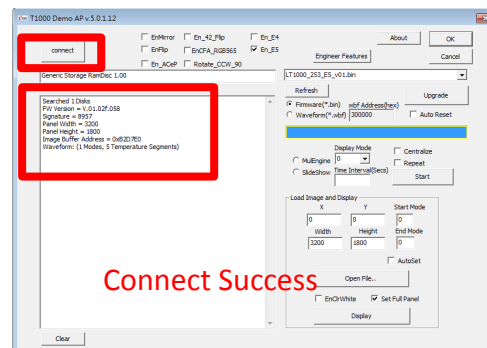 T1000 Demo AP v.5.0.1.12
EnMirror
En_42_Flip
En_E4
EnFlip
EnCFA_RGB565
En_E5
En_ACeP
Rotate_CCW_90
connect
About
OK
Engineer Features
Cancel
Generic Storage RamDisc 1.00
LT1000_253_E5_v01.bin
Searched 1Disks
FW Version = V.01.02f.058
Signature = 8957
Panel Width = 3200
Panel Height = 1800
Image Buffer Address = 0xB2D7E0
Waveform: (1 Modes, 5 Temperature Segments)
Refresh
Upgrade
Firmware(*.bin)
wbf Address(hex)
Waveform(*.wbf)
300000
Auto Reset
Display Mode
MulEngine
0
Centralize
SlideShow
Time Interval(Secs)
Repeat
Start
Load Image and Display
X
Y
Start Mode
0
0
0
Width
Height
End Mode
3200
1800
0
AutoSet
Open File..
EnClrWhite
Set Full Panel
Display
Connect Success
Clear